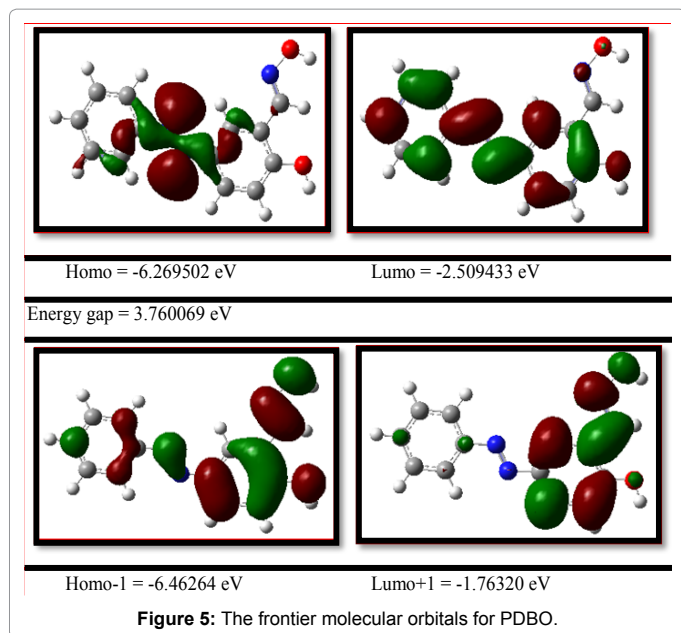 Homo = -6.269502 eV
Lumo = -2.509433 eV
Energy gap = 3.760069 eV
Homo-1 = -6.46264 eV
Lumo+1 = -1.76320 eV
Figure 5: The frontier molecular orbitals for PDBO.